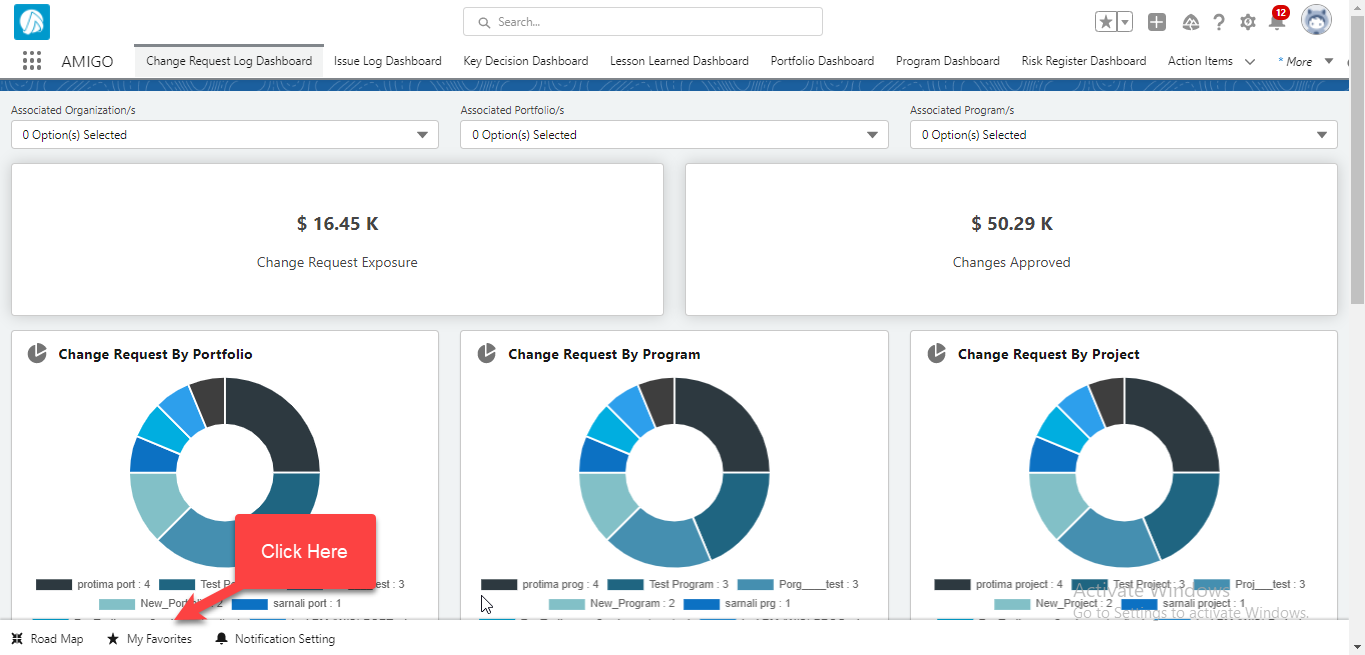 Search...
12
AMIGO
Change Request Log Dashboard
Issue Log Dashboard
Key Decision Dashboard
Lesson Learned Dashboard
Portfolio Dashboard
Program Dashboard
Risk Register Dashboard
Action Items
* More
Associated Organization/s
Associated Portfolio/s
Associated Program/s
0 Option(s) Selected
0 Option(s) Selected
0 Option(s) Selected
$ 16.45 K
Change Request Exposure
$ 50.29 K
Changes Approved
Change Request By Portfolio
Change Request By Program
Change Request By Project
Click Here
protima port : 4
est : 3
New_Port
2
sarnali port : 1
protima prog : 4
Test Program : 3
Porg____test : 3
New_Program : 2
sarnali prg : 1
protima project : 4
Test Project : 3
Proj___test : 3
New_Project : 2
sarnali project : 1
Activate Windows
Go to Settings to activate Windows.
Road Map
My Favorites
Notification Setting